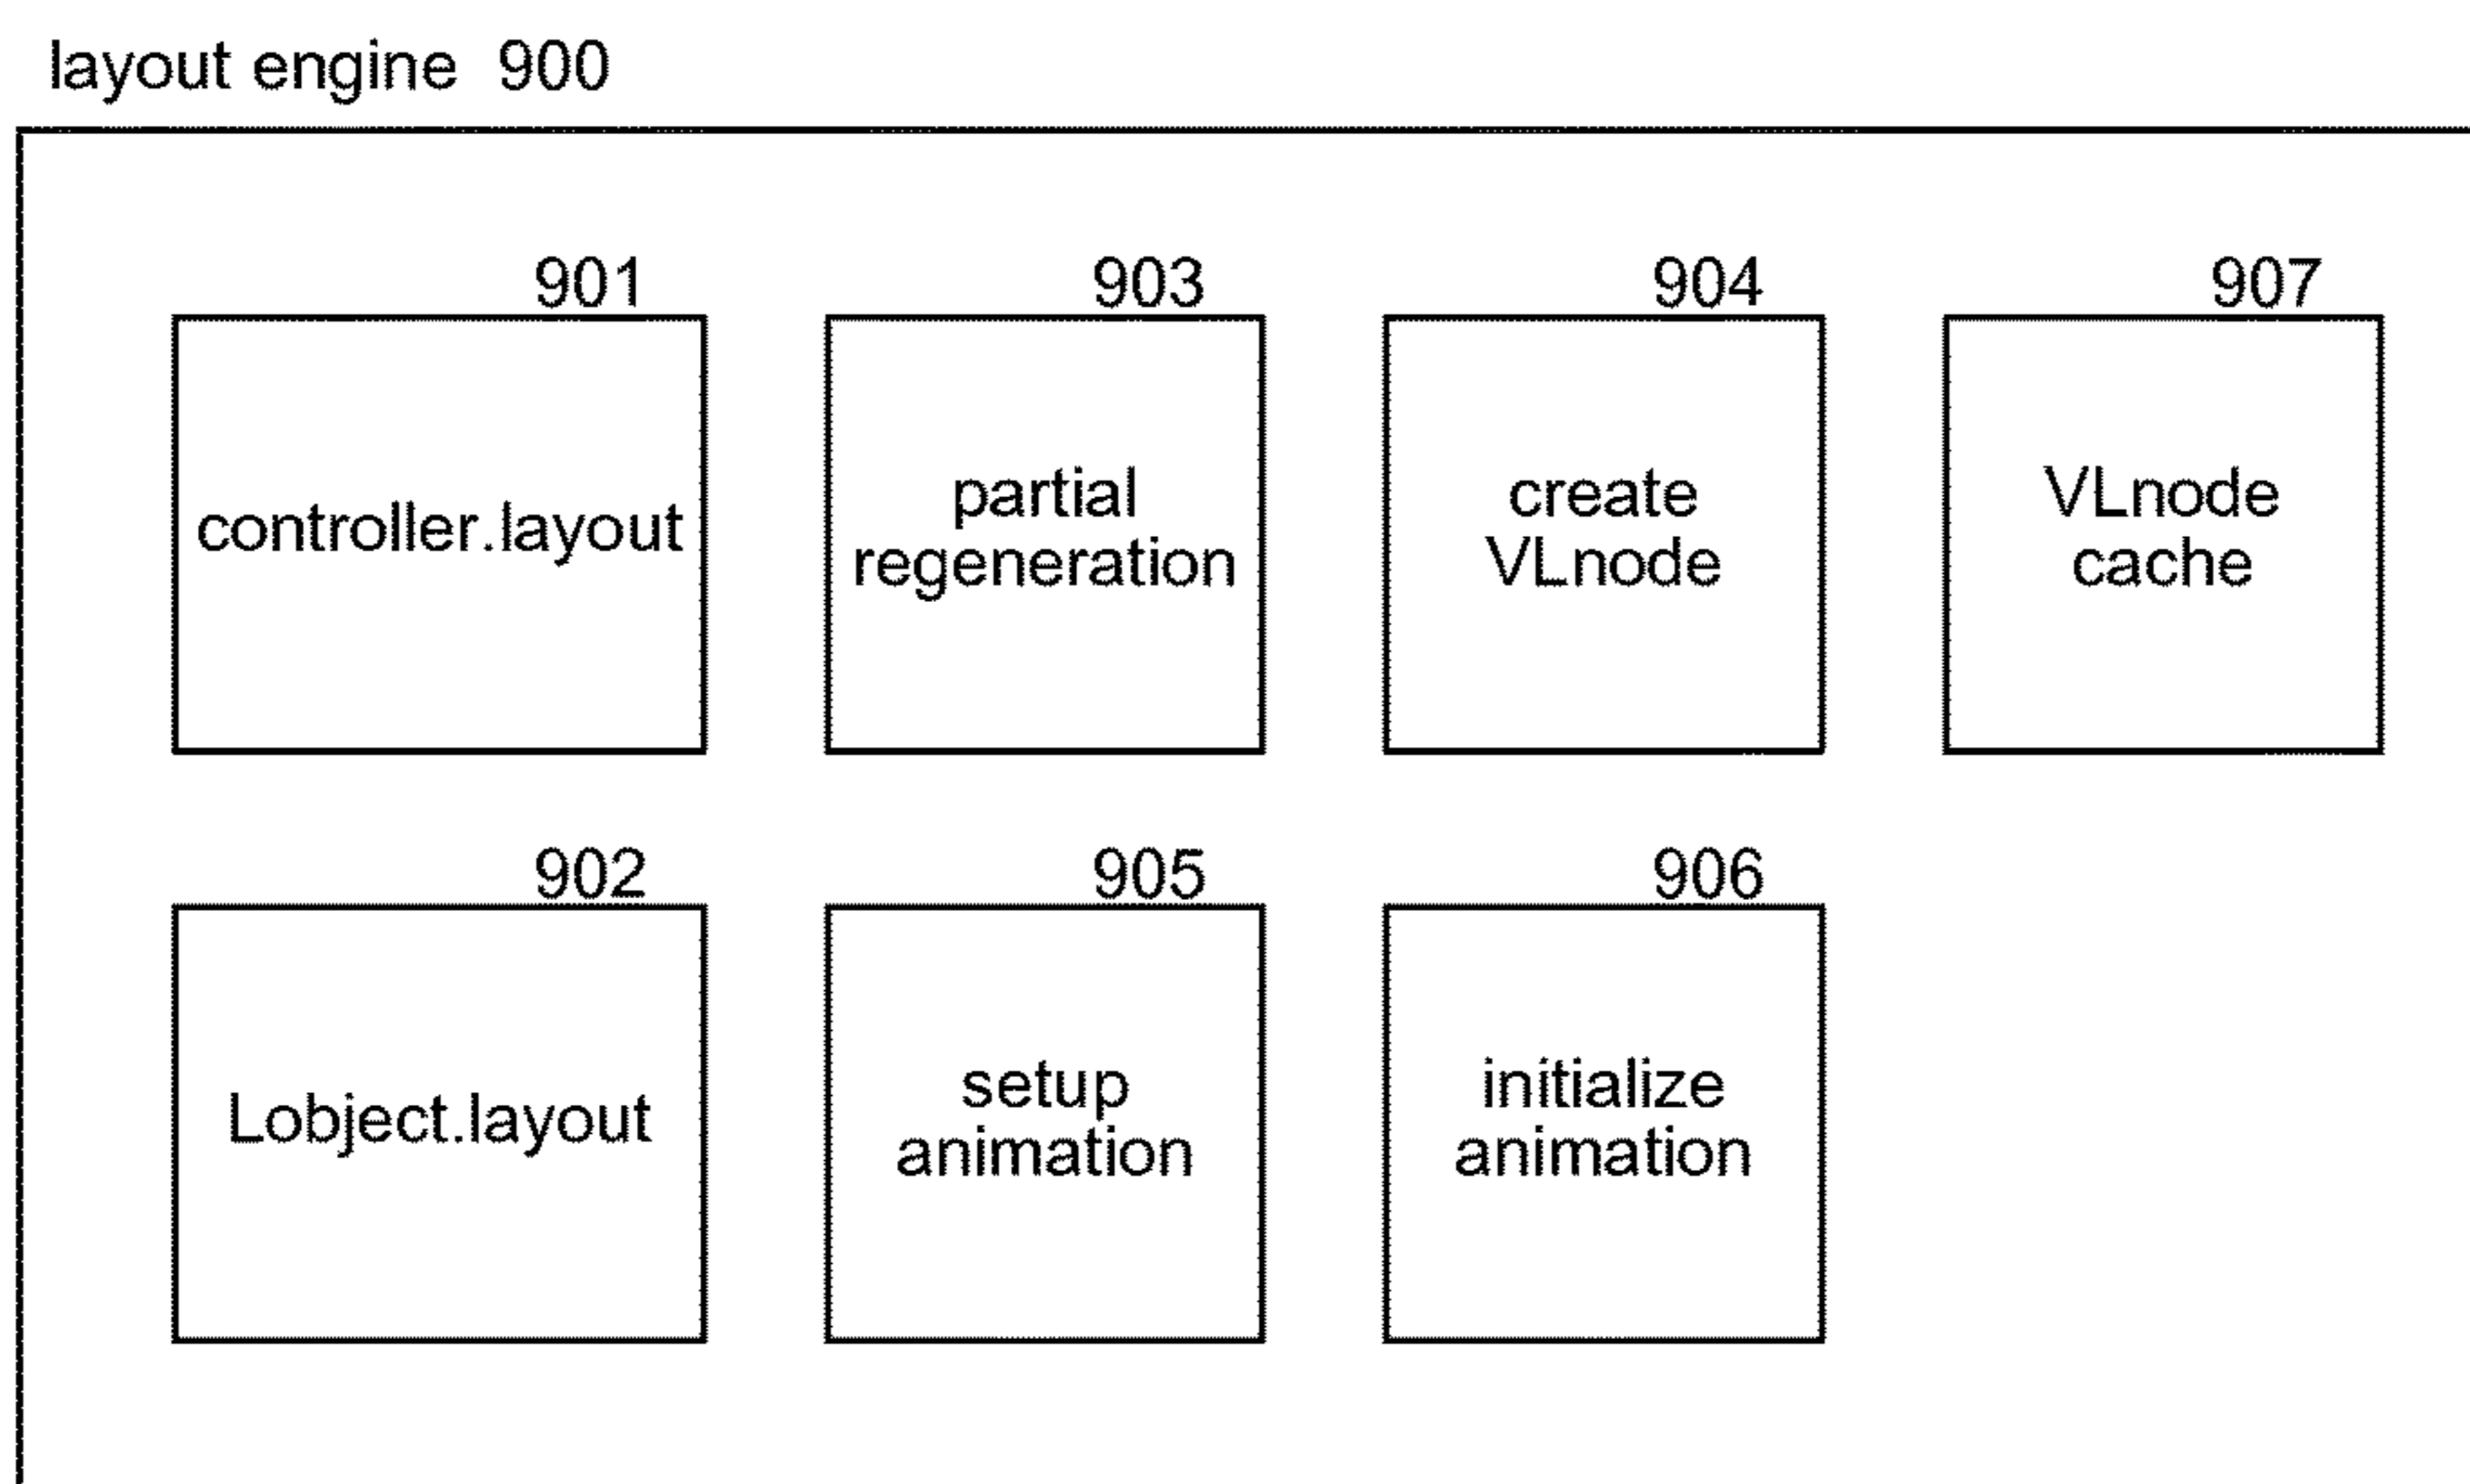 layout engine 900
901
controller.layout
903
partial
regeneration
904
create
VLnode
907
VLnode
cache
902
Lobject.layout
905
setup
animation
906
initialize
animation